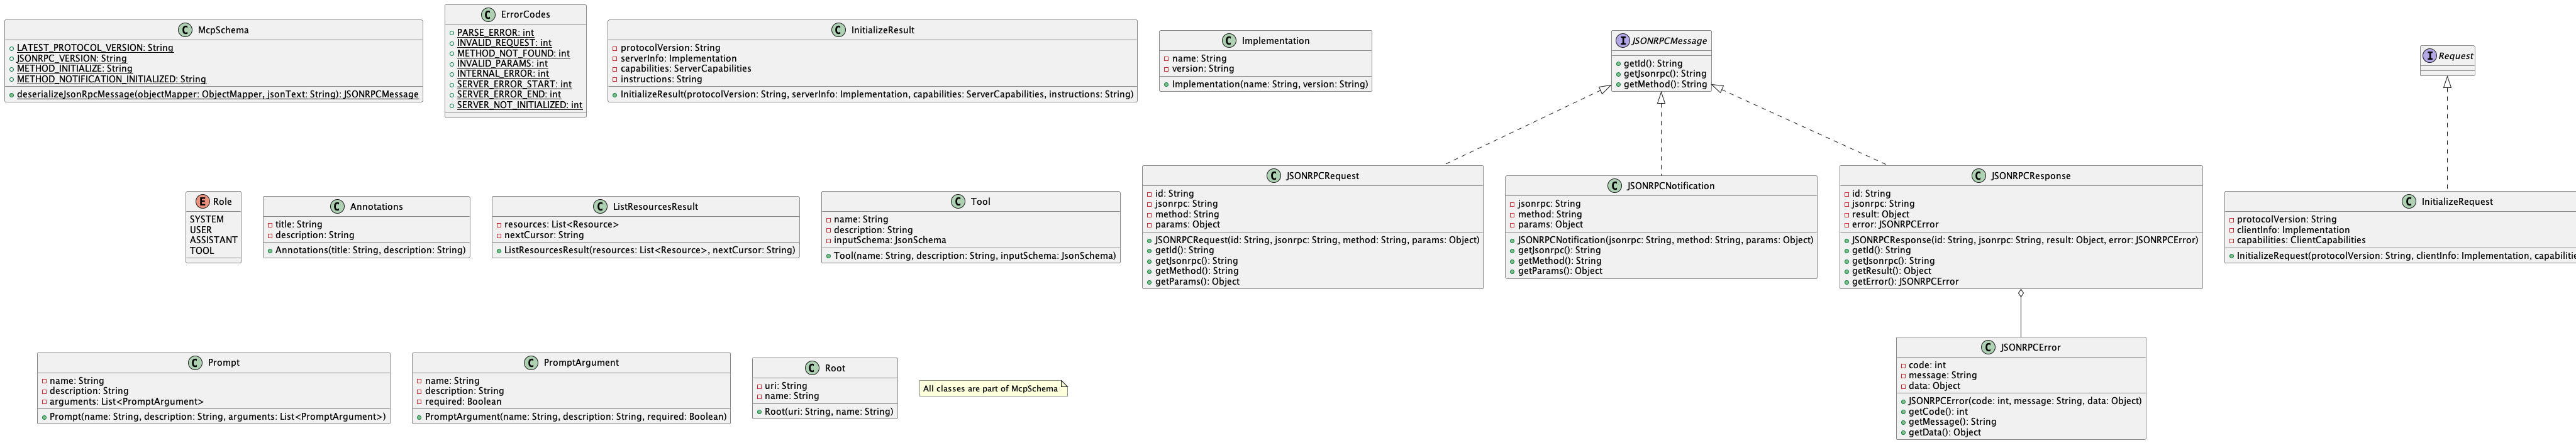 C McpSchema
LATEST_PROTOCOL_VERSION: String
JSONRPC_VERSION: String
METHOD_INITIALIZE: String
METHOD_NOTIFICATION_INITIALIZED: String
deserializeJsonRpcMessage(objectMapper: ObjectMapper, jsonText: String): JSONRPCMessage
C ErrorCodes
PARSE_ERROR: int
INVALID_REQUEST: int
METHOD_NOT_FOUND: int
INVALID_PARAMS: int
INTERNAL_ERROR: int
SERVER_ERROR_START: int
SERVER_ERROR_END: int
SERVER_NOT_INITIALIZED: int
C InitializeResult
protocolVersion: String
serverInfo: Implementation
capabilities: ServerCapabilities
instructions: String
InitializeResult(protocolVersion: String, serverInfo: Implementation, capabilities: ServerCapabilities, instructions: String)
C Implementation
name: String
version: String
Implementation(name: String, version: String)
I JSONRPCMessage
getId(): String
getJsonrpc(): String
getMethod(): String
I Request
E Role
SYSTEM
USER
ASSISTANT
TOOL
C Annotations
title: String
description: String
Annotations(title: String, description: String)
C ListResourcesResult
resources: List<Resource>
nextCursor: String
ListResourcesResult(resources: List<Resource>, nextCursor: String)
C Tool
name: String
description: String
inputSchema: JsonSchema
Tool(name: String, description: String, inputSchema: JsonSchema)
C JSONRPCRequest
id: String
jsonrpc: String
method: String
params: Object
JSONRPCRequest(id: String, jsonrpc: String, method: String, params: Object)
getId(): String
getJsonrpc(): String
getMethod(): String
getParams(): Object
C JSONRPCNotification
jsonrpc: String
method: String
params: Object
JSONRPCNotification(jsonrpc: String, method: String, params: Object)
getJsonrpc(): String
getMethod(): String
getParams(): Object
C JSONRPCResponse
id: String
jsonrpc: String
result: Object
error: JSONRPCError
JSONRPCResponse(id: String, jsonrpc: String, result: Object, error: JSONRPCError)
getId(): String
getJsonrpc(): String
getResult(): Object
getError(): JSONRPCError
C InitializeRequest
protocolVersion: String
clientInfo: Implementation
capabilities: ClientCapabilities
InitializeRequest(protocolVersion: String, clientInfo: Implementation,
C Prompt
name: String
description: String
arguments: List<PromptArgument>
Prompt(name: String, description: String, arguments: List<PromptArgument>)
C PromptArgument
name: String
description: String
required: Boolean
PromptArgument(name: String, description: String, required: Boolean)
C Root
uri: String
name: String
Root(uri: String, name: String)
All classes are part of McpSchema
C JSONRPCError
code: int
message: String
data: Object
JSONRPCError(code: int, message: String, data: Object)
getCode(): int
getMessage(): String
getData(): Object